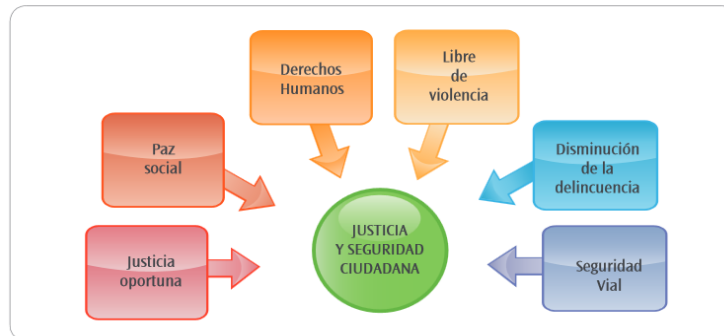 Derechos
Humanos
Libre
de
violencia
Paz
social
Disminución
de la
delincuencia
Justicia
oportuna
JUSTICIA
Y SEGURIDAD
CIUDADANA
Seguridad
Vial